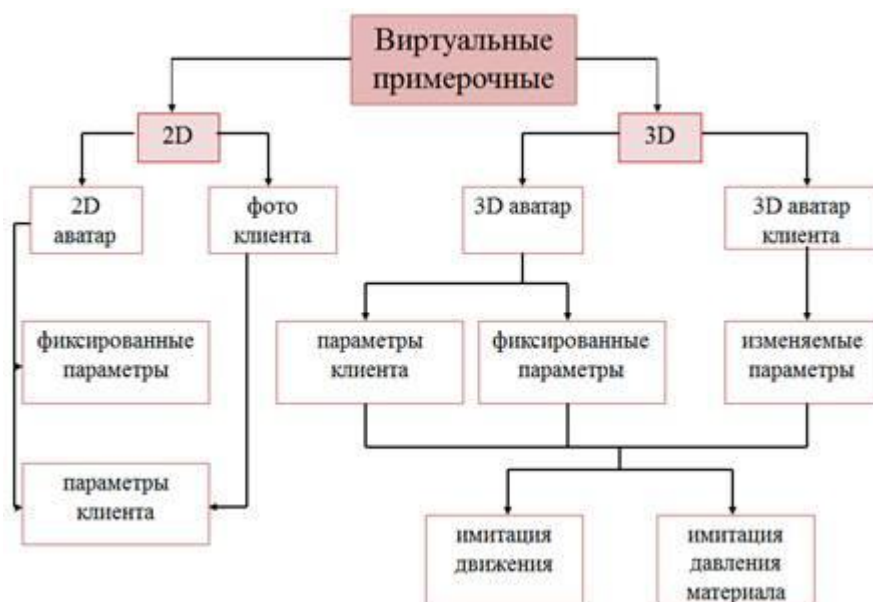 Виртуальные
примерочные
2D
3D
2D
аватар
фото
клиента
3D аватар
3D аватар
клиента
фиксированные
параметры
параметры
клиента
фиксированные
параметры
изменяемые
параметры
параметры
клиента
имитация
движения
имитация
давления
материала